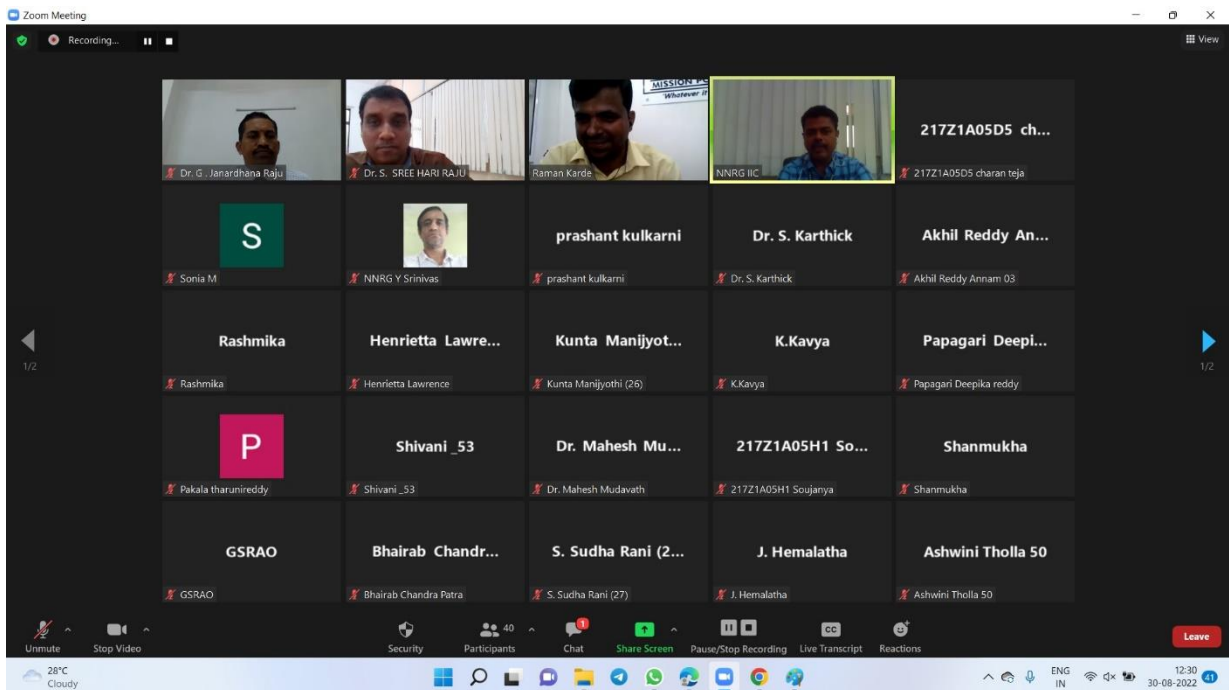 Zoom Meeting
Recording...
View
MISSION
"Whatever it
Dr. G . Janardhana Raju
Dr. S. SREE HARI RAJU
Raman Karde
NNRG IIC
217Z1A05D5 ch...
217Z1A05D5 charan teja
S
Sonia M
NNRG Y Srinivas
prashant kulkarni
prashant kulkarni
Dr. S. Karthick
Dr. S. Karthick
Akhil Reddy An...
Akhil Reddy Annam 03
1/2
Rashmika
Rashmika
Henrietta Lawre...
Henrietta Lawrence
Kunta Manijyot...
Kunta Manijyothi (26)
K.Kavya
K.Kavya
Papagari Deepi...
Papagari Deepika reddy
1/2
P
Pakala tharunireddy
Shivani _53
Shivani _53
Dr. Mahesh Mu...
Dr. Mahesh Mudavath
217Z1A05H1 So...
217Z1A05H1 Soujanya
Shanmukha
Shanmukha
GSRAO
GSRAO
Bhairab Chandr...
Bhairab Chandra Patra
S. Sudha Rani (2...
S. Sudha Rani (27)
J. Hemalatha
J. Hemalatha
Ashwini Tholla 50
Ashwini Tholla 50
Unmute
Stop Video
Security
40
Participants
1
Chat
Share Screen
Pause/Stop Recording
CC
Live Transcript
Reactions
Leave
28°C
Cloudy
ENG
IN
12:30
30-08-2022
41